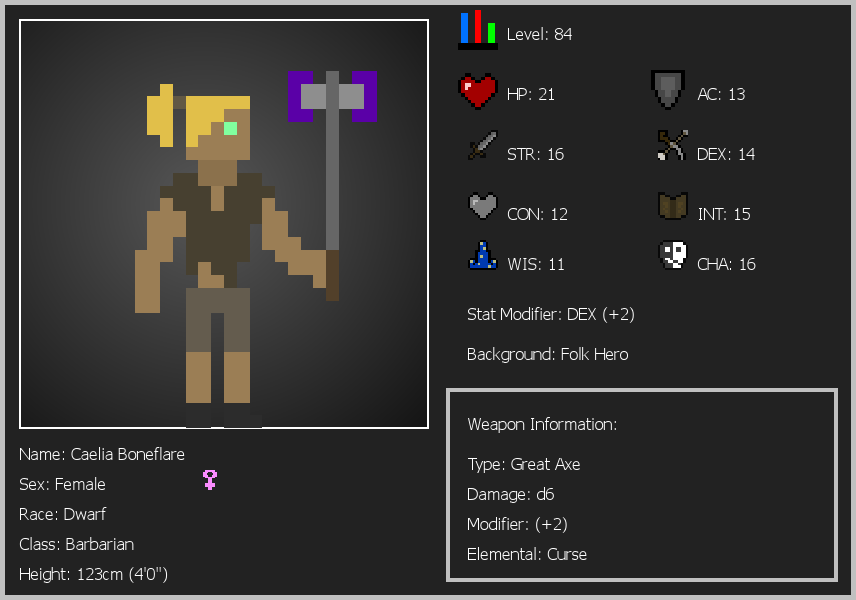 Level: 84
HP: 21
AC: 13
STR: 16
DEX: 14
CON: 12
INT: 15
WIS: 11
CHA: 16
Stat Modifier: DEX (+2)
Background: Folk Hero
Weapon Information:
Type: Great Axe
Damage: d6
Modifier: (+2)
Elemental: Curse
Name: Caelia Boneflare
Sex: Female
Race: Dwarf
Class: Barbarian
Height: 123cm (4'0")